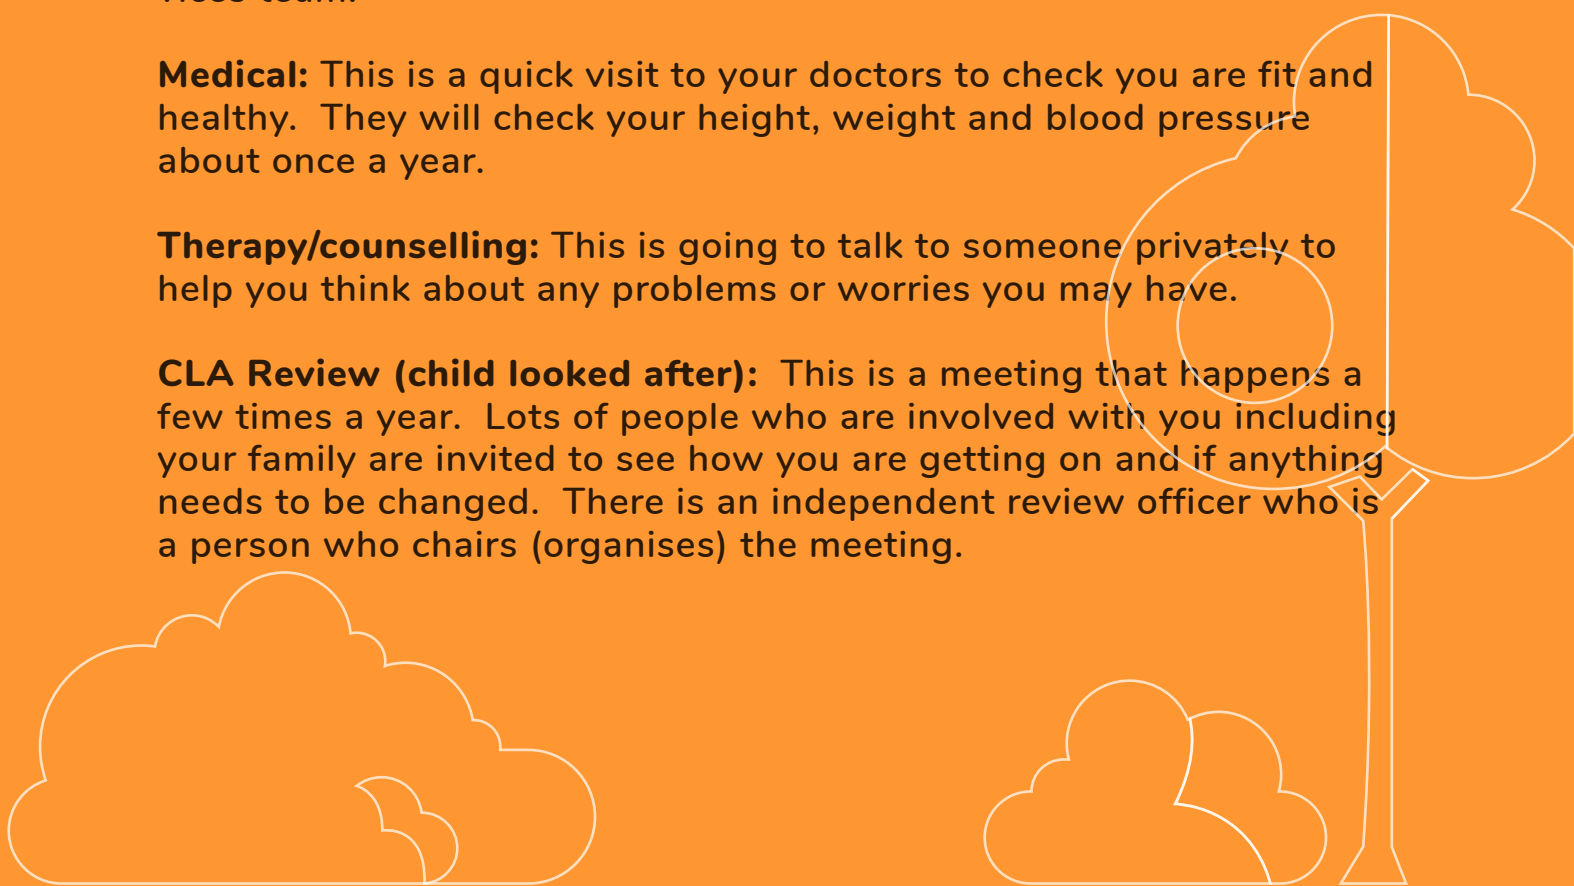 Medical: This is a quick visit to your doctors to check you are fit and
healthy.  They will check your height, weight and blood pressure
about once a year.
Therapy/counselling: This is going to talk to someone privately to
help you think about any problems or worries you may have.
CLA Review (child looked after):  This is a meeting that happens a
few times a year.  Lots of people who are involved with you including
your family are invited to see how you are getting on and if anything
needs to be changed.  There is an independent review officer who is
a person who chairs (organises) the meeting.